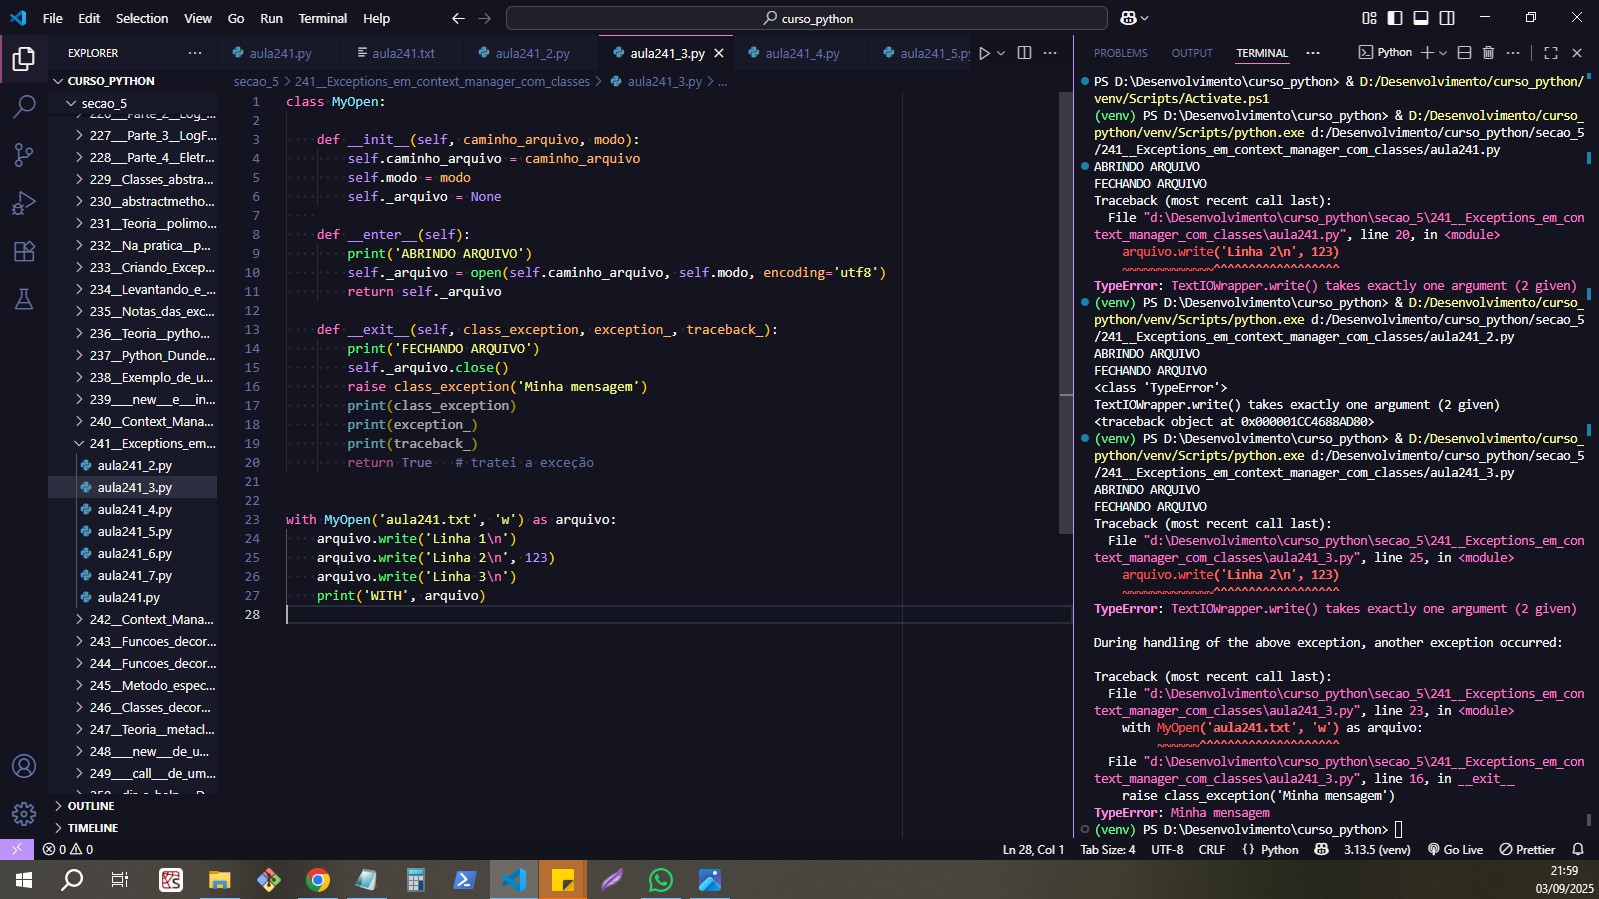 File Edit Selection View Go Run Terminal Help
curso_python
EXPLORER
CURSO_PYTHON
secao_5
227__Parte_3__LogF...
228__Parte_4__Eletr...
229__Classes_abstra...
230__abstractmetho...
231__Teoria__polimo...
232__Na_pratica__p...
233__Criando_Excep...
234__Levantando_e_...
235__Notas_das_exc...
236__Teoria__pytho...
237__Python_Dunde...
238__Exemplo_de_u...
239___new__e__in...
240__Context_Mana...
241__Exceptions_em...
aula241_2.py
aula241_3.py
aula241_4.py
aula241_5.py
aula241_6.py
aula241_7.py
aula241.py
242__Context_Mana...
243__Funcoes_decor...
244__Funcoes_decor...
245__Metodo_espec...
246__Classes_decor...
247__Teoria__metacl...
248___new__de_u...
249___call__de_um...
OUTLINE
TIMELINE
aula241.py aula241.txt aula241_2.py aula241_3.py aula241_4.py aula241_5.py
secao_5 > 241__Exceptions_em_context_manager_com_classes > aula241_3.py > ...
1 class MyOpen:
2
3 def __init__(self, caminho_arquivo, modo):
4 self.caminho_arquivo = caminho_arquivo
5 self.modo = modo
6 self._arquivo = None
7
8 def __enter__(self):
9 print('ABRINDO ARQUIVO')
10 self._arquivo = open(self.caminho_arquivo, self.modo, encoding='utf8')
11 return self._arquivo
12
13 def __exit__(self, class_exception, exception_, traceback_):
14 print('FECHANDO ARQUIVO')
15 self._arquivo.close()
16 raise class_exception('Minha mensagem')
17 print(class_exception)
18 print(exception_)
19 print(traceback_)
20 return True # tratei a exceção
21
22
23 with MyOpen('aula241.txt', 'w') as arquivo:
24 arquivo.write('Linha 1\n')
25 arquivo.write('Linha 2\n', 123)
26 arquivo.write('Linha 3\n')
27 print('WITH', arquivo)
28
PROBLEMS OUTPUT TERMINAL ... Python
PS D:\Desenvolvimento\curso_python> & D:/Desenvolvimento/curso_python/
venv/Scripts/Activate.ps1
(venv) PS D:\Desenvolvimento\curso_python> & D:/Desenvolvimento/curso_
python/venv/Scripts/python.exe d:/Desenvolvimento/curso_python/secao_5
/241__Exceptions_em_context_manager_com_classes/aula241.py
ABRINDO ARQUIVO
FECHANDO ARQUIVO
Traceback (most recent call last):
File "d:\Desenvolvimento\curso_python\secao_5\241__Exceptions_em_con
text_manager_com_classes\aula241.py", line 20, in <module>
arquivo.write('Linha 2\n', 123)
~~~~~~~~~~~~~^^^^^^^^^^^^^^^^^^
TypeError: TextIOWrapper.write() takes exactly one argument (2 given)
(venv) PS D:\Desenvolvimento\curso_python> & D:/Desenvolvimento/curso_
python/venv/Scripts/python.exe d:/Desenvolvimento/curso_python/secao_5
/241__Exceptions_em_context_manager_com_classes/aula241_2.py
ABRINDO ARQUIVO
FECHANDO ARQUIVO
<class 'TypeError'>
TextIOWrapper.write() takes exactly one argument (2 given)
<traceback object at 0x000001CC4688AD80>
(venv) PS D:\Desenvolvimento\curso_python> & D:/Desenvolvimento/curso_
python/venv/Scripts/python.exe d:/Desenvolvimento/curso_python/secao_5
/241__Exceptions_em_context_manager_com_classes/aula241_3.py
ABRINDO ARQUIVO
FECHANDO ARQUIVO
Traceback (most recent call last):
File "d:\Desenvolvimento\curso_python\secao_5\241__Exceptions_em_con
text_manager_com_classes\aula241_3.py", line 25, in <module>
arquivo.write('Linha 2\n', 123)
~~~~~~~~~~~~~^^^^^^^^^^^^^^^^^^
TypeError: TextIOWrapper.write() takes exactly one argument (2 given)
During handling of the above exception, another exception occurred:
Traceback (most recent call last):
File "d:\Desenvolvimento\curso_python\secao_5\241__Exceptions_em_con
text_manager_com_classes\aula241_3.py", line 23, in <module>
with MyOpen('aula241.txt', 'w') as arquivo:
~~~~~~^^^^^^^^^^^^^^^^^^^^
File "d:\Desenvolvimento\curso_python\secao_5\241__Exceptions_em_con
text_manager_com_classes\aula241_3.py", line 16, in __exit__
raise class_exception('Minha mensagem')
TypeError: Minha mensagem
(venv) PS D:\Desenvolvimento\curso_python>
0 0
Ln 28, Col 1 Tab Size: 4 UTF-8 CRLF {} Python 3.13.5 (venv) Go Live Prettier
21:59
03/09/2025